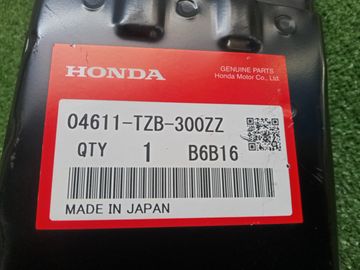 HONDA
GENUINE PARTS
Honda Motor Co., Ltd.
04611-TZB-300ZZ
QTY 1 B6B16
MADE IN JAPAN